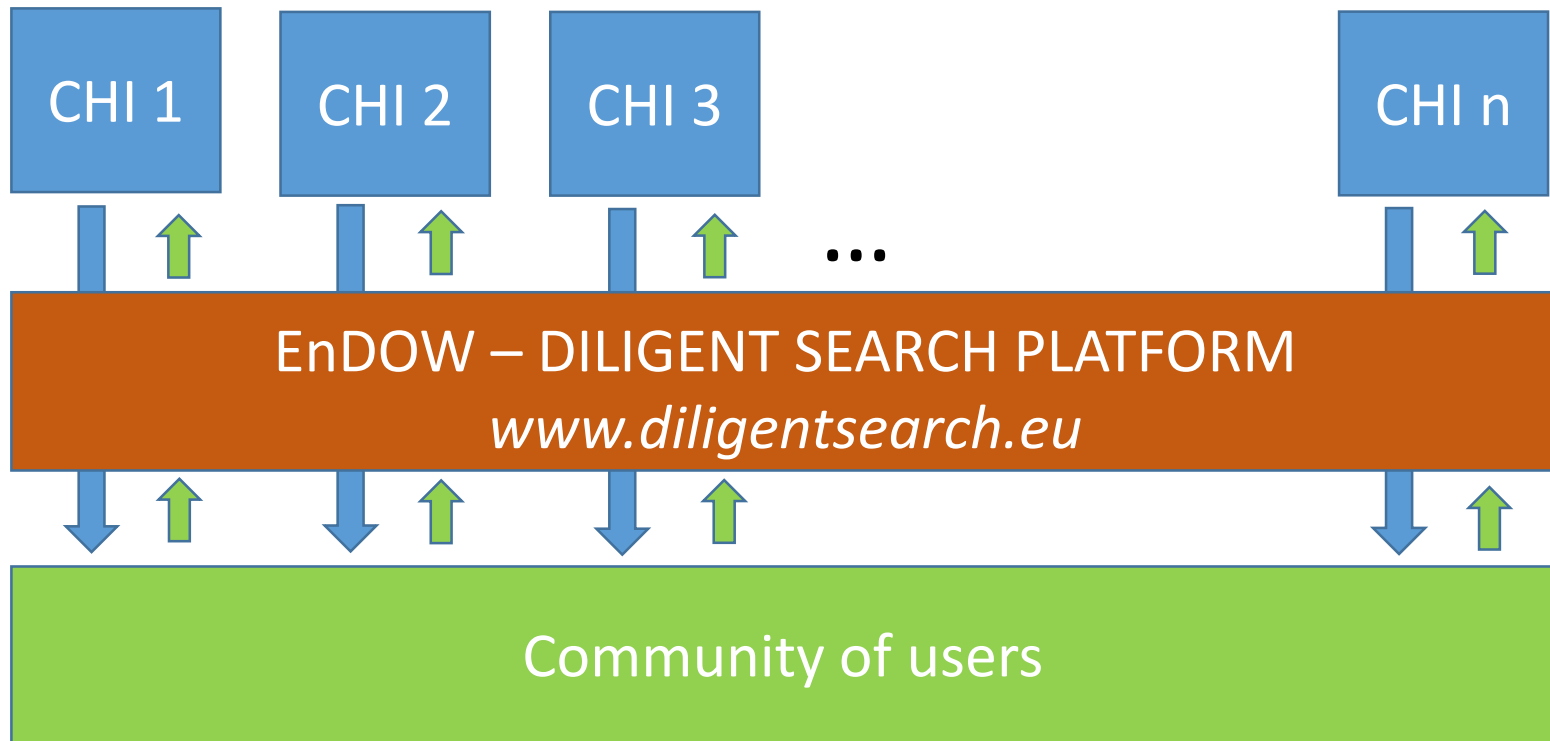 CHI 1
CHI 2
CHI 3
CHI n
...
EnDOW – DILIGENT SEARCH PLATFORM
www.diligentsearch.eu
Community of users